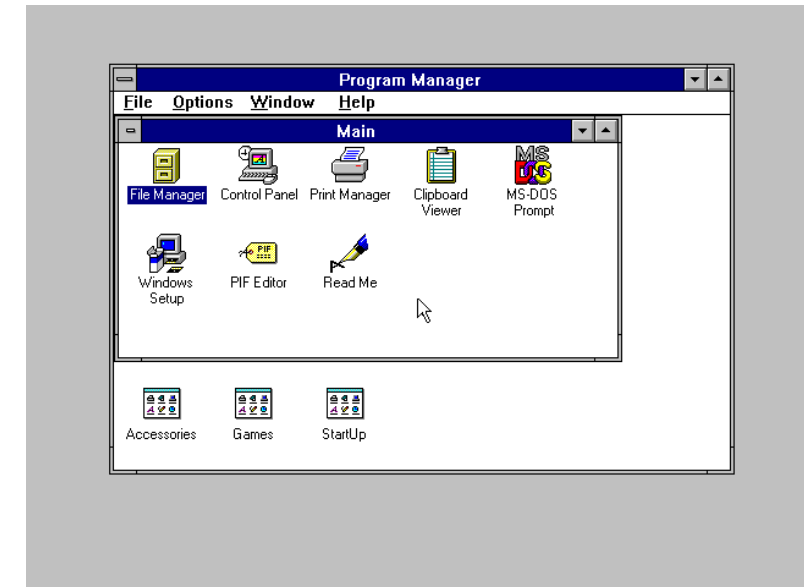 Program Manager
File Options Window Help
Main
File Manager Control Panel Print Manager Clipboard Viewer MS-DOS Prompt
Windows Setup PIF Editor Read Me
Accessories Games StartUp